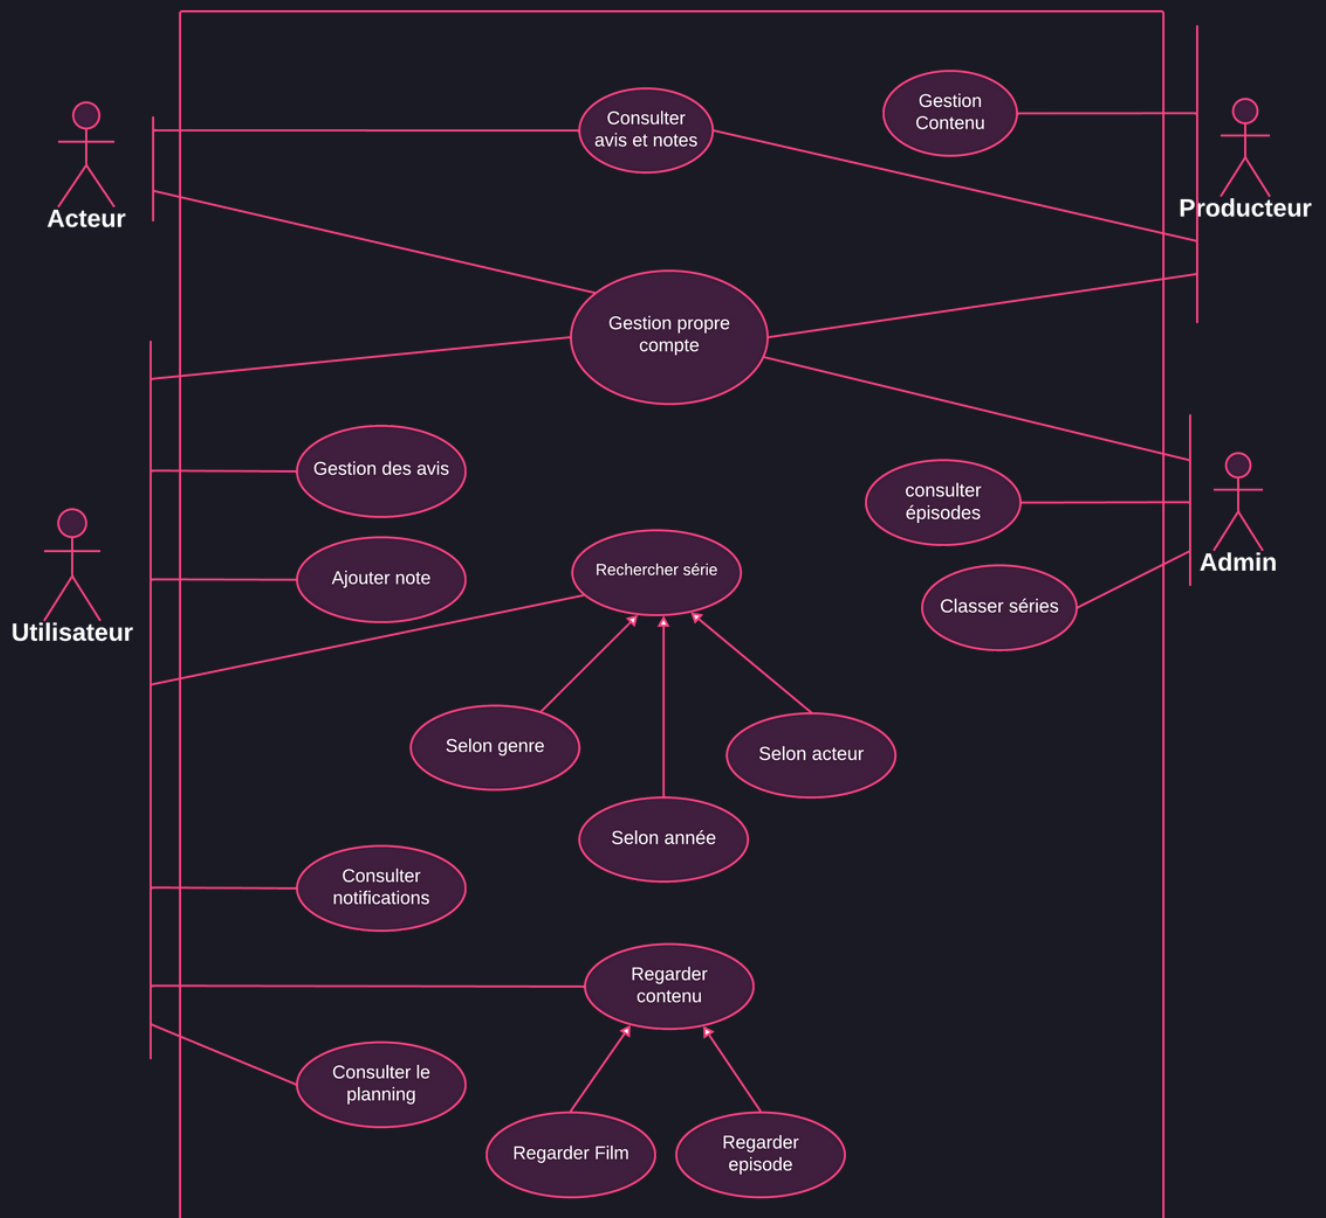 Gestion
Contenu
Consulter
avis et notes
Acteur
Producteur
Gestion propre
compte
Gestion des avis
consulter
épisodes
Rechercher série
Ajouter note
Admin
Classer séries
Utilisateur
Selon genre
Selon acteur
Selon année
Consulter
notifications
Regarder
contenu
Consulter le
planning
Regarder Film
Regarder
episode